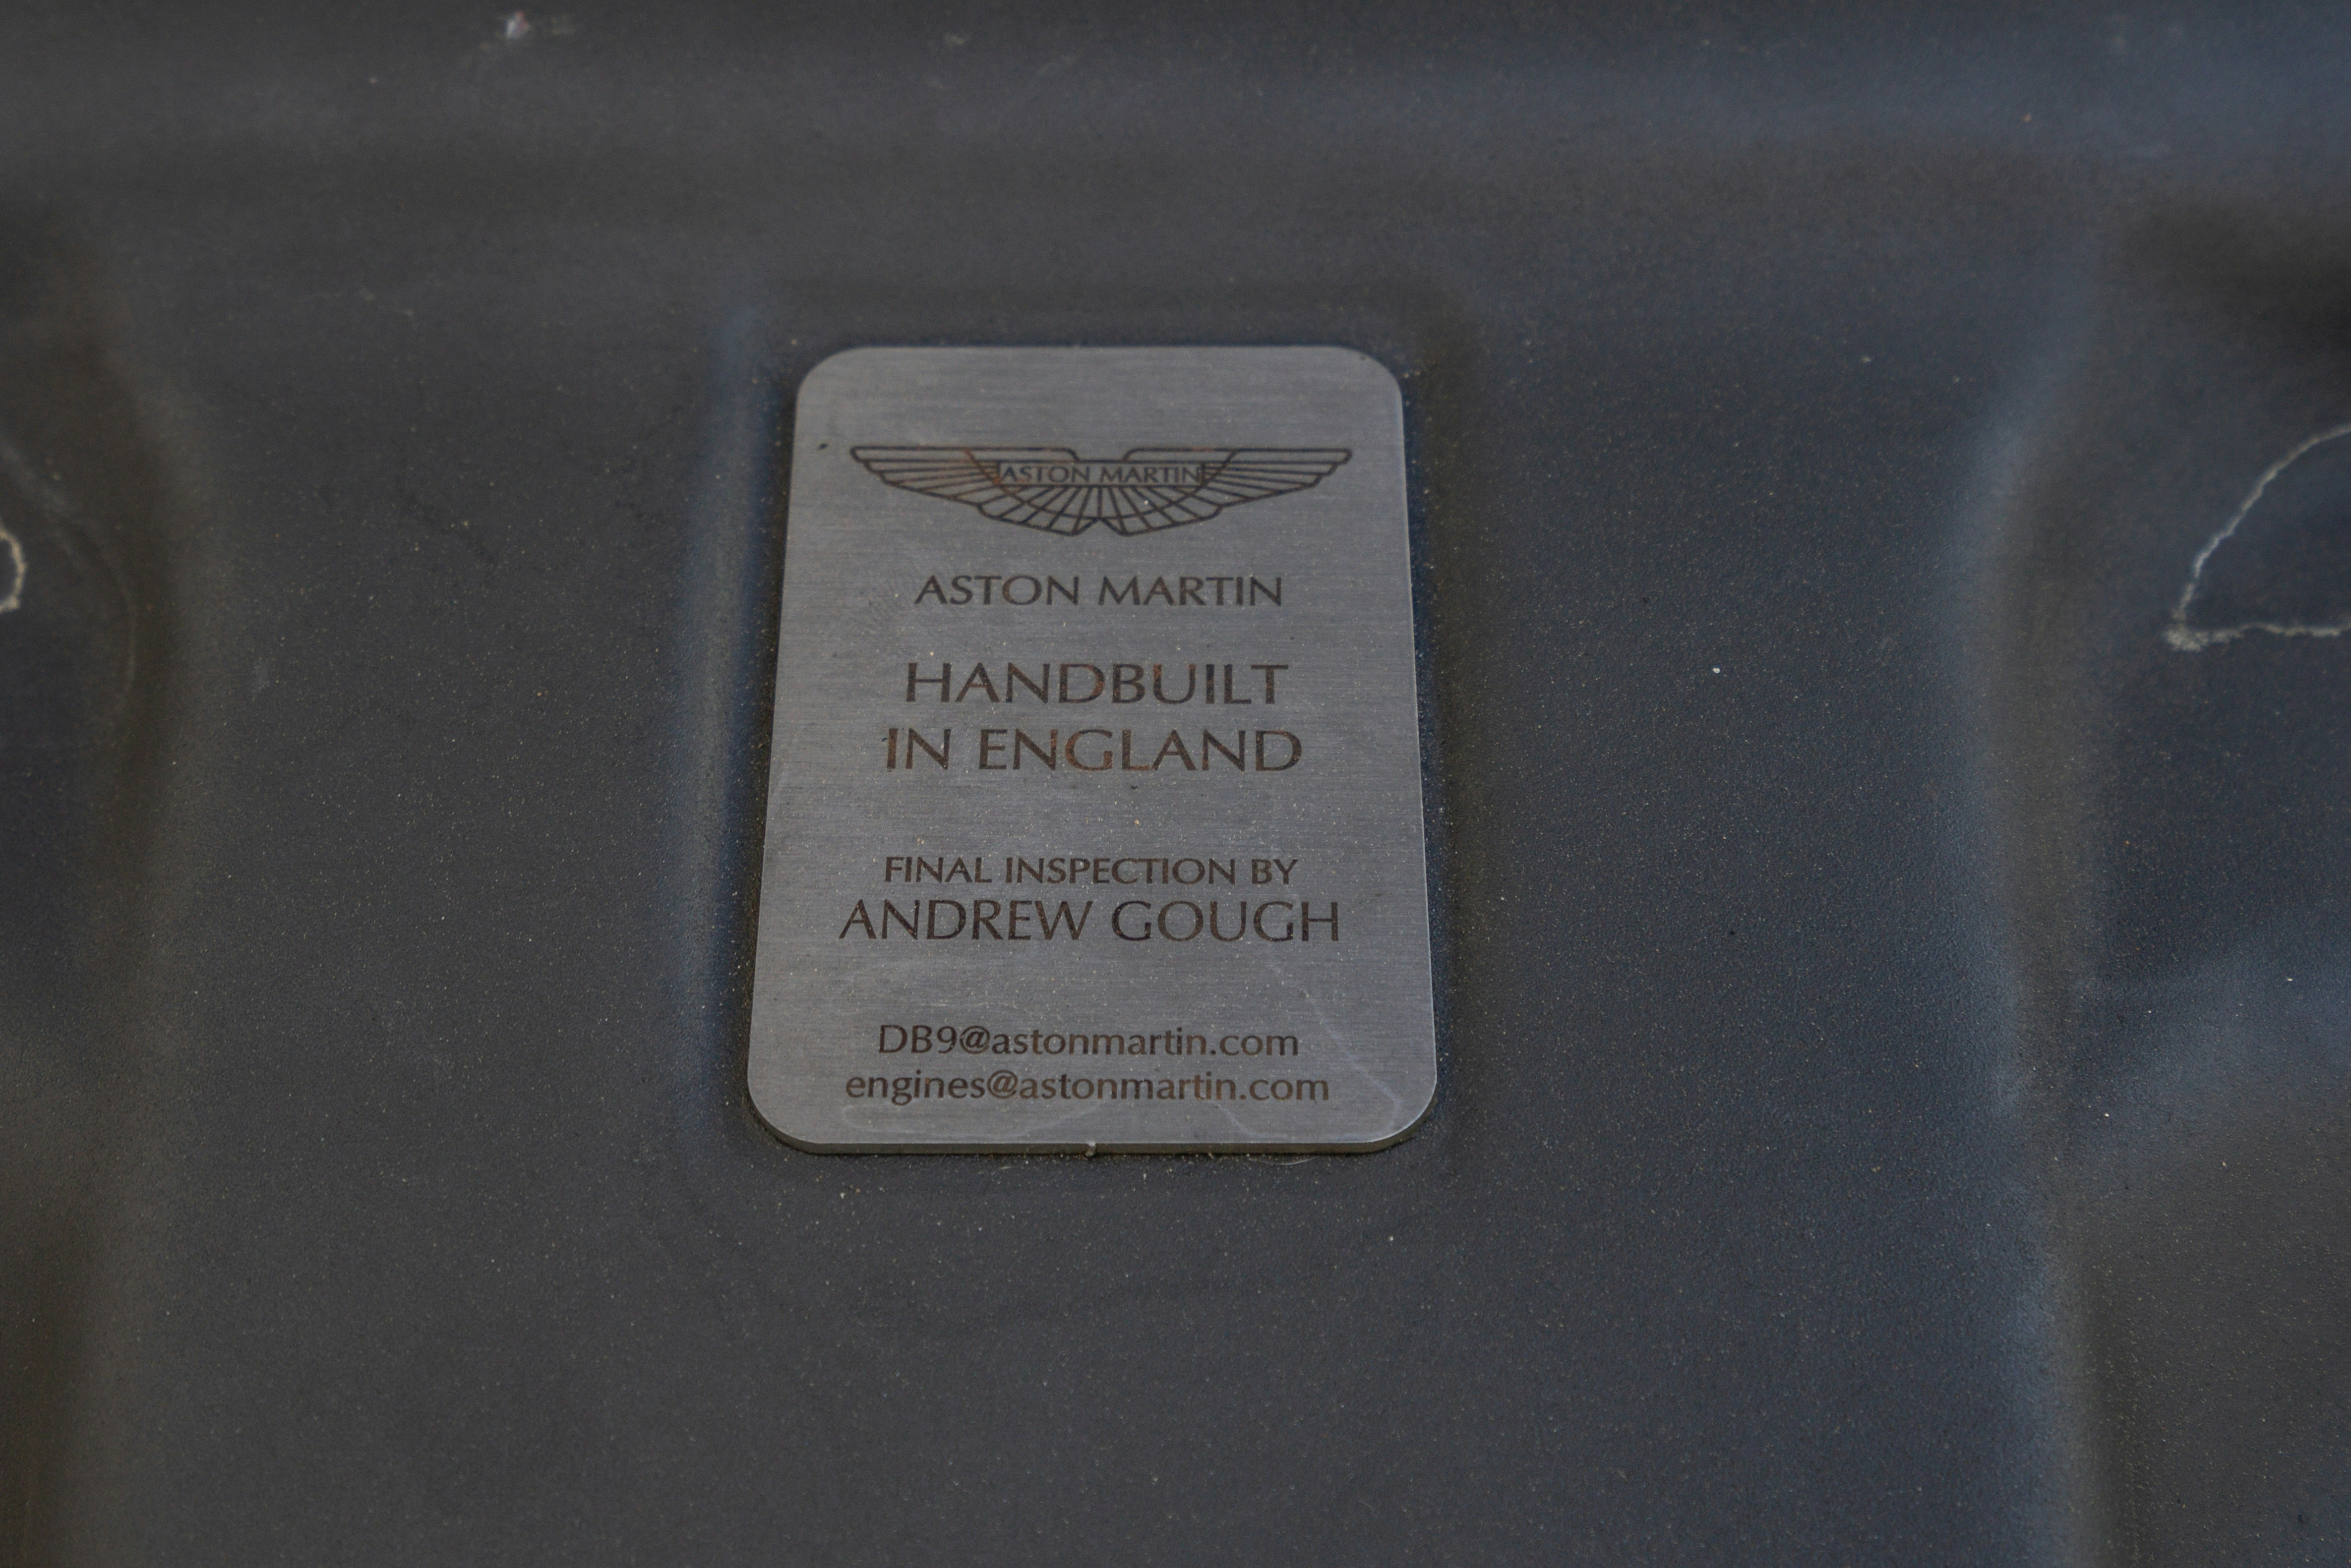 ASTON MARTIN
ASTON MARTIN
HANDBUILT
IN ENGLAND
FINAL INSPECTION BY
ANDREW GOUGH
DB9@astonmartin.com
engines@astonmartin.com